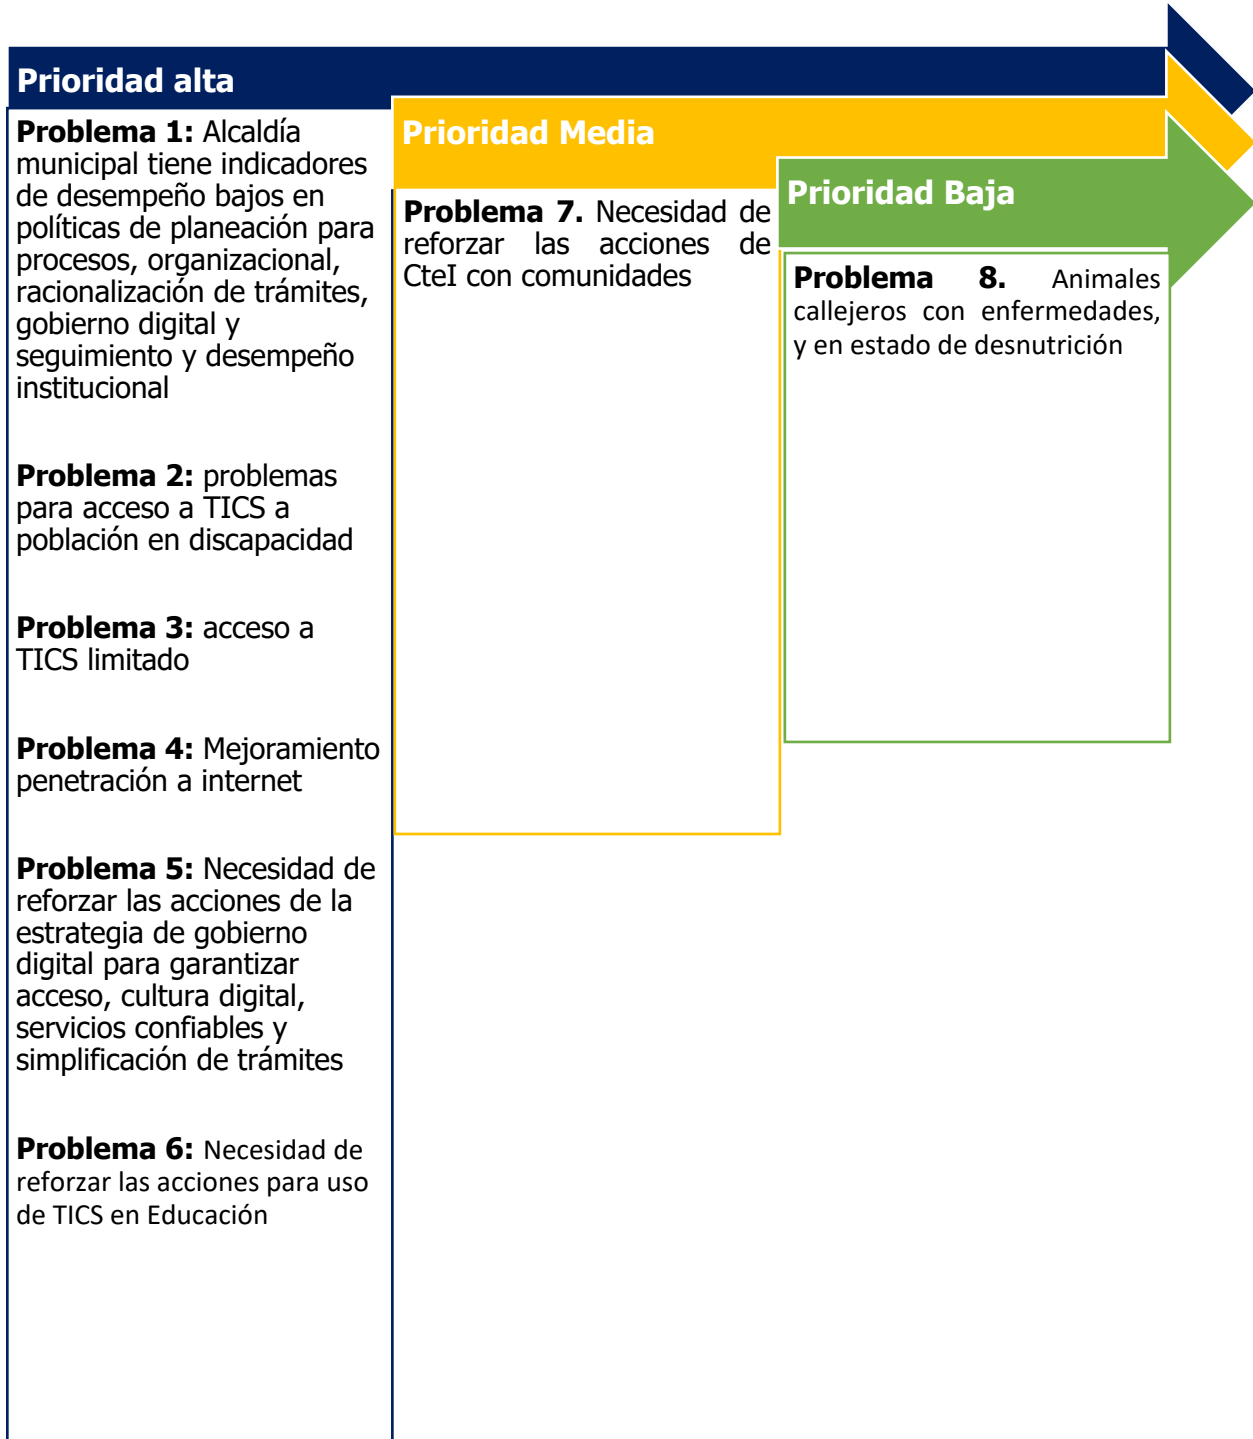 Prioridad alta
Problema 1: Alcaldía
municipal tiene indicadores
de desempeño bajos en
políticas de planeación para
procesos, organizacional,
racionalización de trámites,
gobierno digital y
seguimiento y desempeño
institucional
Problema 2: problemas
para acceso a TICS a
población en discapacidad
Problema 3: acceso a
TICS limitado
Problema 4: Mejoramiento
penetración a internet
Problema 5: Necesidad de
reforzar las acciones de la
estrategia de gobierno
digital para garantizar
acceso, cultura digital,
servicios confiables y
simplificación de trámites
Problema 6: Necesidad de
reforzar las acciones para uso
de TICS en Educación
Prioridad Media
Problema 7. Necesidad de
reforzar las acciones de
CteI con comunidades
Prioridad Baja
Problema 8. Animales
callejeros con enfermedades,
y en estado de desnutrición